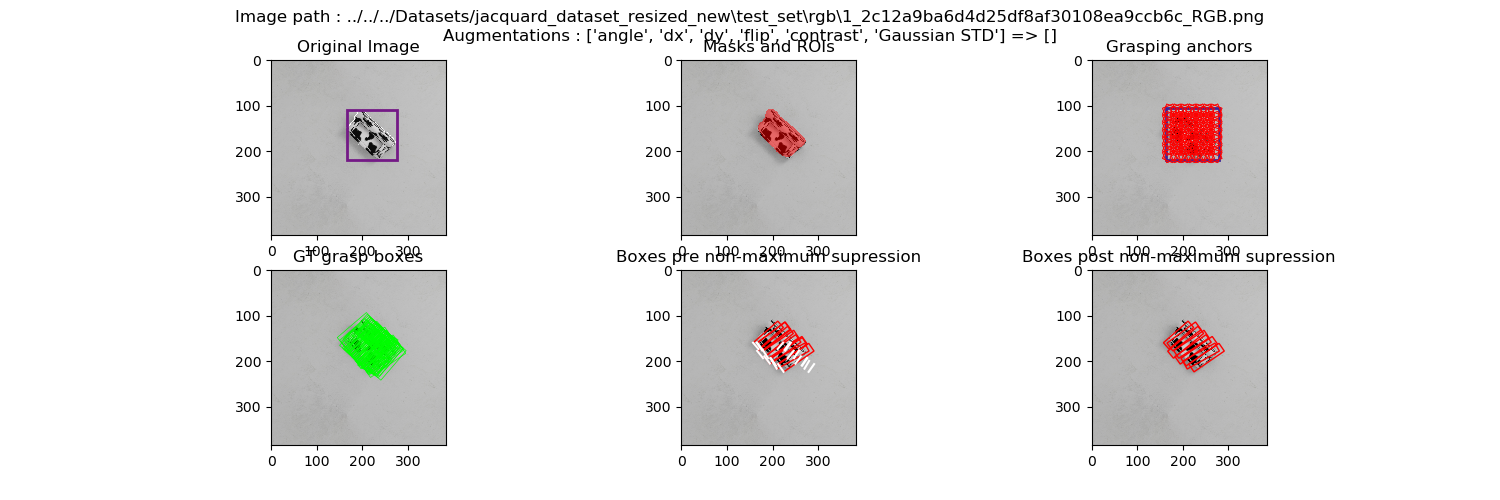 Image path : ../../../Datasets/jacquard_dataset_resized_new\test_set\rgb\1_2c12a9ba6d4d25df8af30108ea9ccb6c_RGB.png
Augmentations : ['angle', 'dx', 'dy', 'flip', 'contrast', 'Gaussian STD'] => []
Original Image
Masks and ROIs
Grasping anchors
0
100
200
300
0 100 200 300
0
100
200
300
0 100 200 300
0
100
200
300
0 100 200 300
GT grasp boxes
Boxes pre non-maximum supression
Boxes post non-maximum supression
0
100
200
300
0 100 200 300
0
100
200
300
0 100 200 300
0
100
200
300
0 100 200 300